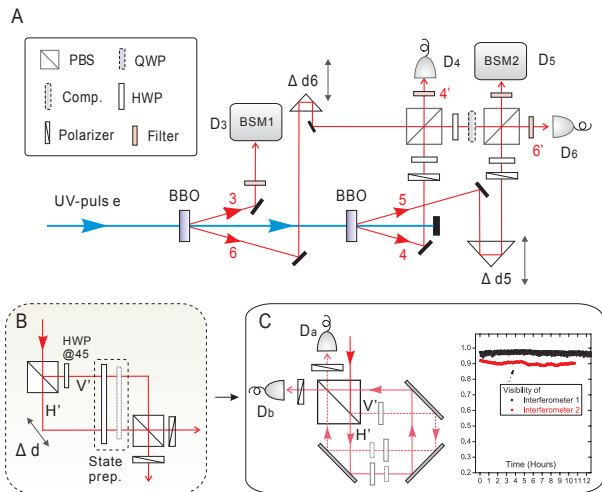 A
PBS
QWP
Comp.
HWP
Polarizer
Filter
Δ d6
D4
BSM2
D5
4'
D3
BSM1
6'
D6
UV-puls e
BBO
3
BBO
5
6
4
Δ d5
B
HWP
@45
V'
H'
Δ d
State
prep.
C
Da
Db
V'
H'
1.0
0.9
0.8
0.7
0.6
0.5
0.4
0.3
0.2
Visibility of
Interferometer 1
Interferometer 2
Time (Hours)
0 1 2 3 4 5 6 7 8 9 10 11 12